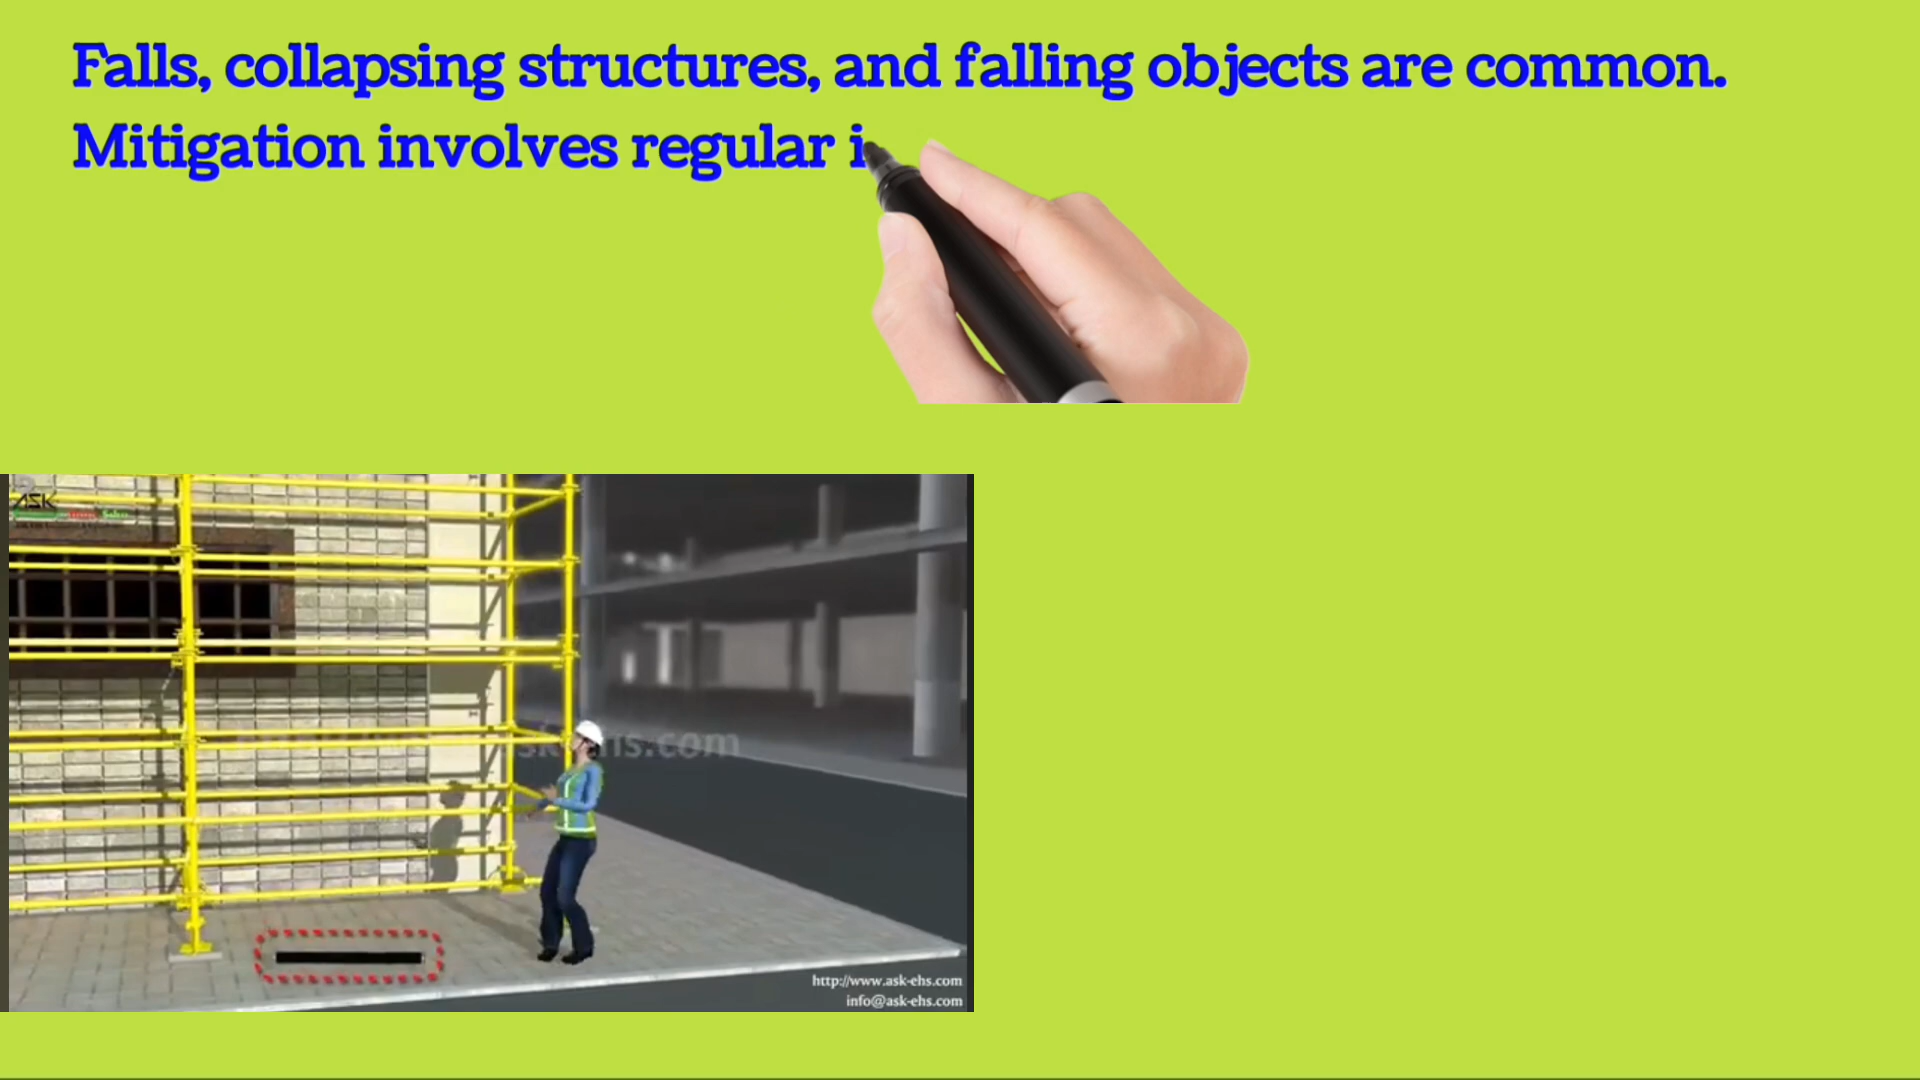 Falls, collapsing structures, and falling objects are common.
Mitigation involves regular i
ASK
http://www.ask-ehs.com
info@ask-ehs.com